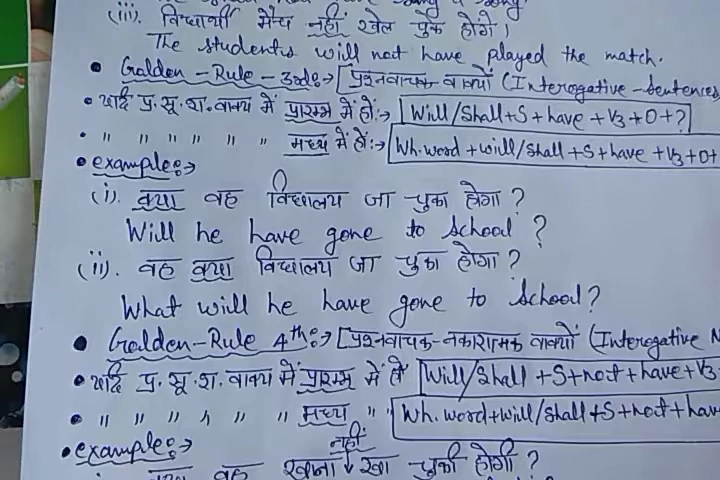 (iii). विद्यार्थी मैच नहीं खेल चुके होंगे।
The students will not have played the match.
• Golden-Rule-3rd:→ [प्रश्नवाचक वाक्यों (Interogative-Sentences
• यदि प्र.सू.श. वाक्य में प्रारम्भ में हो:→ Will/Shall+S+have+V3+O+?
• " " " " " " मध्य में हो:→ Wh.word+will/shall+S+have+V3+O+
• example:→
(i). क्या वह विद्यालय जा चुका होगा?
Will he have gone to School?
(ii). वह क्या विद्यालय जा चुका होगा?
What will he have gone to School?
• Golden-Rule 4th:→ [प्रश्नवाचक-नकारात्मक वाक्यों (Interogative N
• यदि प्र.सू.श. वाक्य में प्रारम्भ में हो Will/Shall+S+not+have+V3
• " " " " " मध्य " " Wh.word+will/shall+S+not+hav
• example:→
नहीं
क्या वह खाना ↓ खा चुकी होगी?